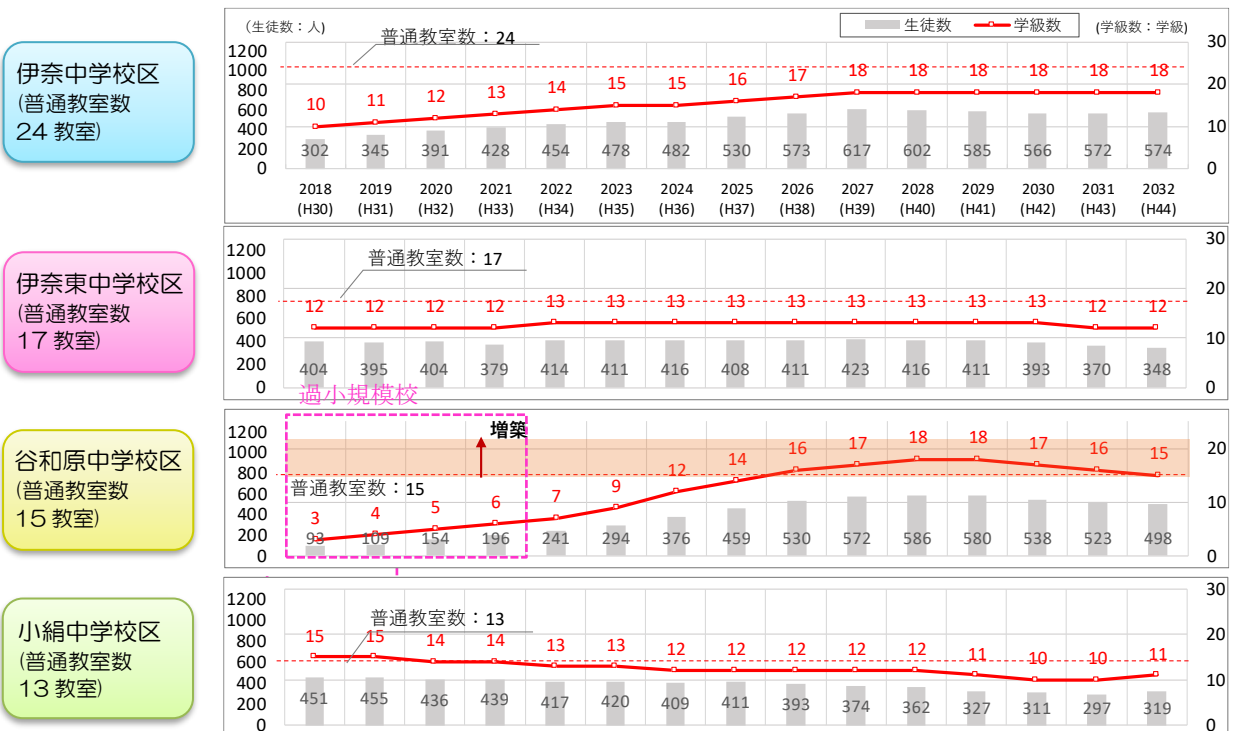 (生徒数：人)
生徒数
学級数
(学級数：学級)
伊奈中学校区
(普通教室数
24 教室)
普通教室数：24
1200
1000
800
600
400
200
0
30
20
10
0
10 11 12 13 14 15 15 16 17 18 18 18 18 18 18
302 345 391 428 454 478 482 530 573 617 602 585 566 572 574
2018 2019 2020 2021 2022 2023 2024 2025 2026 2027 2028 2029 2030 2031 2032
(H30) (H31) (H32) (H33) (H34) (H35) (H36) (H37) (H38) (H39) (H40) (H41) (H42) (H43) (H44)
伊奈東中学校区
(普通教室数
17 教室)
普通教室数：17
1200
1000
800
600
400
200
0
30
20
10
0
12 12 12 12 13 13 13 13 13 13 13 13 13 12 12
404 395 404 379 414 411 416 408 411 423 416 411 393 370 348
過小規模校
谷和原中学校区
(普通教室数
15 教室)
増築
普通教室数：15
1200
1000
800
600
400
200
0
20
10
0
3 4 5 6 7 9 12 14 16 17 18 18 17 16 15
93 109 154 196 241 294 376 459 530 572 586 580 538 523 498
小絹中学校区
(普通教室数
13 教室)
普通教室数：13
1200
1000
800
600
400
200
0
30
20
10
0
15 15 14 14 13 13 12 12 12 12 12 11 10 10 11
451 455 436 439 417 420 409 411 393 374 362 327 311 297 319